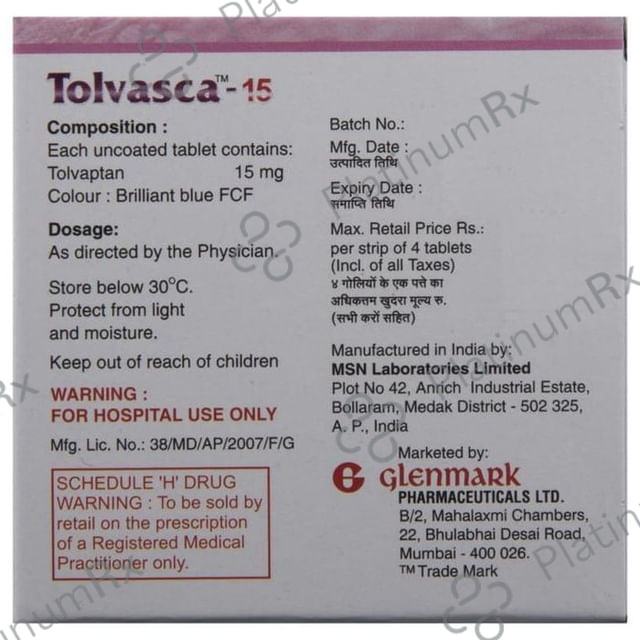 Tolvasca™-15
Composition :
Each uncoated tablet contains:
Tolvaptan 15 mg
Colour : Brilliant blue FCF
Dosage:
As directed by the Physician.
Store below 30°C.
Protect from light
and moisture.
Keep out of reach of children
WARNING :
FOR HOSPITAL USE ONLY
Mfg. Lic. No.: 38/MD/AP/2007/F/G
SCHEDULE 'H' DRUG
WARNING : To be sold by
retail on the prescription
of a Registered Medical
Practitioner only.
Batch No.:
Mfg. Date :
उत्पादित तिथि
Expiry Date :
समाप्ति तिथि
Max. Retail Price Rs.:
per strip of 4 tablets
(Incl. of all Taxes)
४ गोलियों के एक पत्ते का
अधिकतम खुदरा मूल्य रु.
(सभी करों सहित)
Manufactured in India by:
MSN Laboratories Limited
Plot No 42, Anrich Industrial Estate,
Bollaram, Medak District - 502 325,
A. P., India
Marketed by:
glenmark
PHARMACEUTICALS LTD.
B/2, Mahalaxmi Chambers,
22, Bhulabhai Desai Road,
Mumbai - 400 026.
™ Trade Mark
PlatinumRx
PlatinumRx
PlatinumRx
PlatinumRx